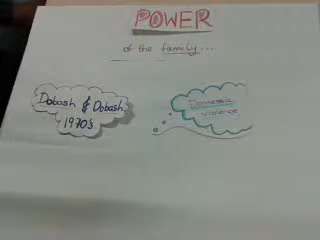 POWER
of the family...
Dobash & Dobash
1970's
Domestic
violence